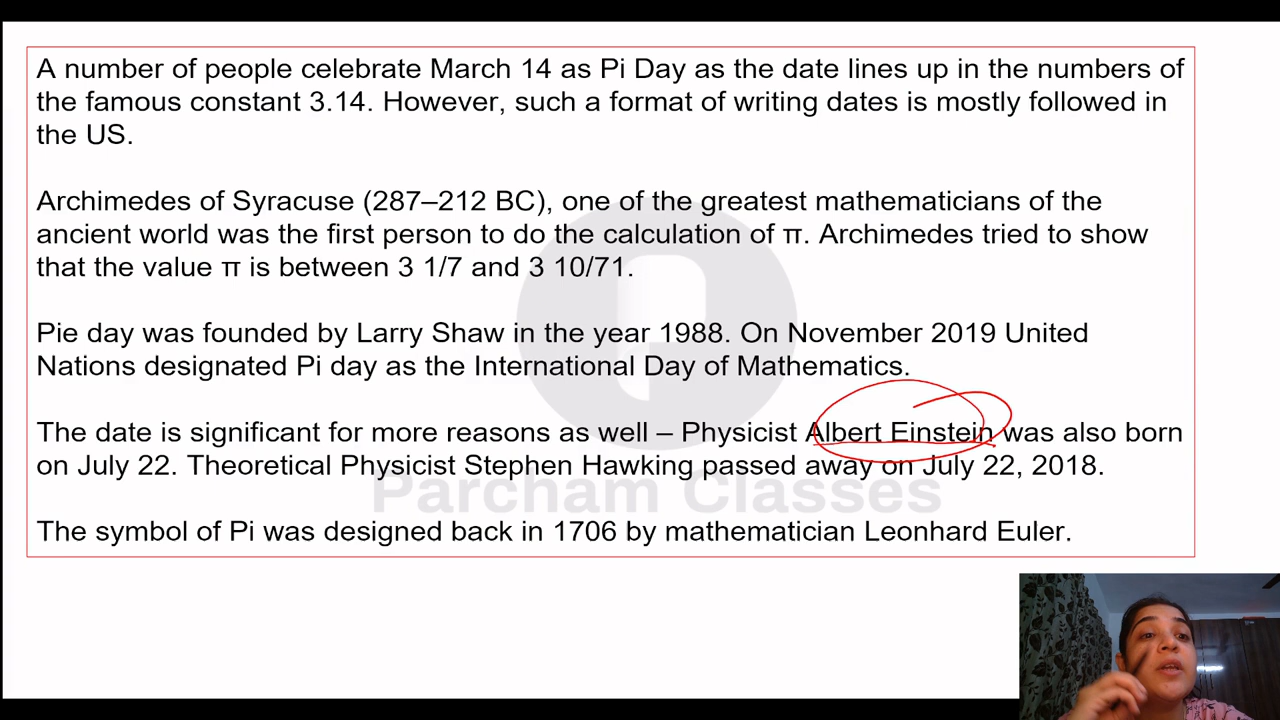 A number of people celebrate March 14 as Pi Day as the date lines up in the numbers of
the famous constant 3.14. However, such a format of writing dates is mostly followed in
the US.
Archimedes of Syracuse (287–212 BC), one of the greatest mathematicians of the
ancient world was the first person to do the calculation of π. Archimedes tried to show
that the value π is between 3 1/7 and 3 10/71.
Pie day was founded by Larry Shaw in the year 1988. On November 2019 United
Nations designated Pi day as the International Day of Mathematics.
The date is significant for more reasons as well – Physicist Albert Einstein was also born
on July 22. Theoretical Physicist Stephen Hawking passed away on July 22, 2018.
Parcham Classes
The symbol of Pi was designed back in 1706 by mathematician Leonhard Euler.